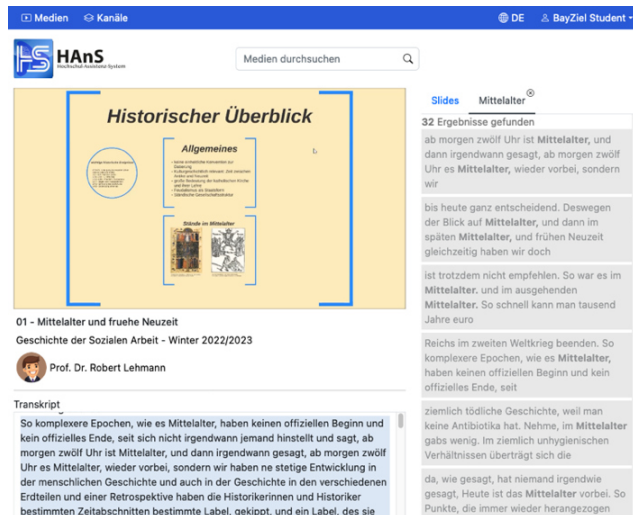 Medien
Kanäle
DE
BayZiel Student
HS
HAnS
Hochschul-Assistenz-System
Medien durchsuchen
Historischer Überblick
Allgemeines
Stände im Mittelalter
01 - Mittelalter und fruehe Neuzeit
Geschichte der Sozialen Arbeit - Winter 2022/2023
Prof. Dr. Robert Lehmann
Transkript
So komplexere Epochen, wie es Mittelalter, haben keinen offiziellen Beginn und
kein offizielles Ende, seit sich nicht irgendwann jemand hinstellt und sagt, ab
morgen zwölf Uhr ist Mittelalter, und dann irgendwann gesagt, ab morgen zwölf
Uhr es Mittelalter, wieder vorbei, sondern wir haben ne stetige Entwicklung in
der menschlichen Geschichte und auch in der Geschichte in den verschiedenen
Erdteilen und einer Retrospektive haben die Historikerinnen und Historiker
bestimmten Zeitabschnitten bestimmte Label, gekippt, und ein Label, des sie
Slides Mittelalter
32 Ergebnisse gefunden
ab morgen zwölf Uhr ist Mittelalter, und
dann irgendwann gesagt, ab morgen zwölf
Uhr es Mittelalter, wieder vorbei, sondern
wir
bis heute ganz entscheidend. Deswegen
der Blick auf Mittelalter, und dann im
späten Mittelalter, und frühen Neuzeit
gleichzeitig haben wir doch
ist trotzdem nicht empfehlen. So war es im
Mittelalter. und im ausgehenden
Mittelalter. So schnell kann man tausend
Jahre euro
Reichs im zweiten Weltkrieg beenden. So
komplexere Epochen, wie es Mittelalter,
haben keinen offiziellen Beginn und kein
offizielles Ende, seit
ziemlich tödliche Geschichte, weil man
keine Antibiotika hat. Nehme, im Mittelalter
gabs wenig. Im ziemlich unhygienischen
Verhältnissen überträgt sich die
da, wie gesagt, hat niemand irgendwie
gesagt, Heute ist das Mittelalter vorbei. So
Punkte, die immer wieder herangezogen